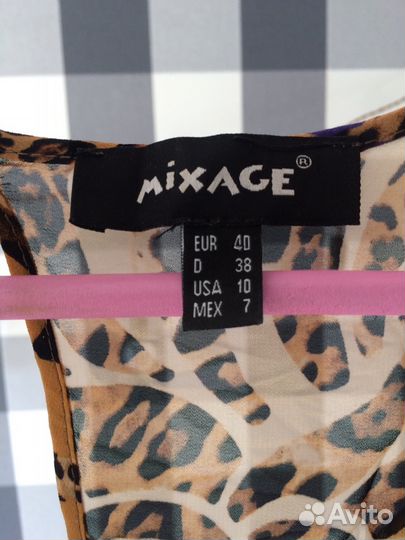 MiXAGE®
EUR 40
D 38
USA 10
MEX 7
Avito